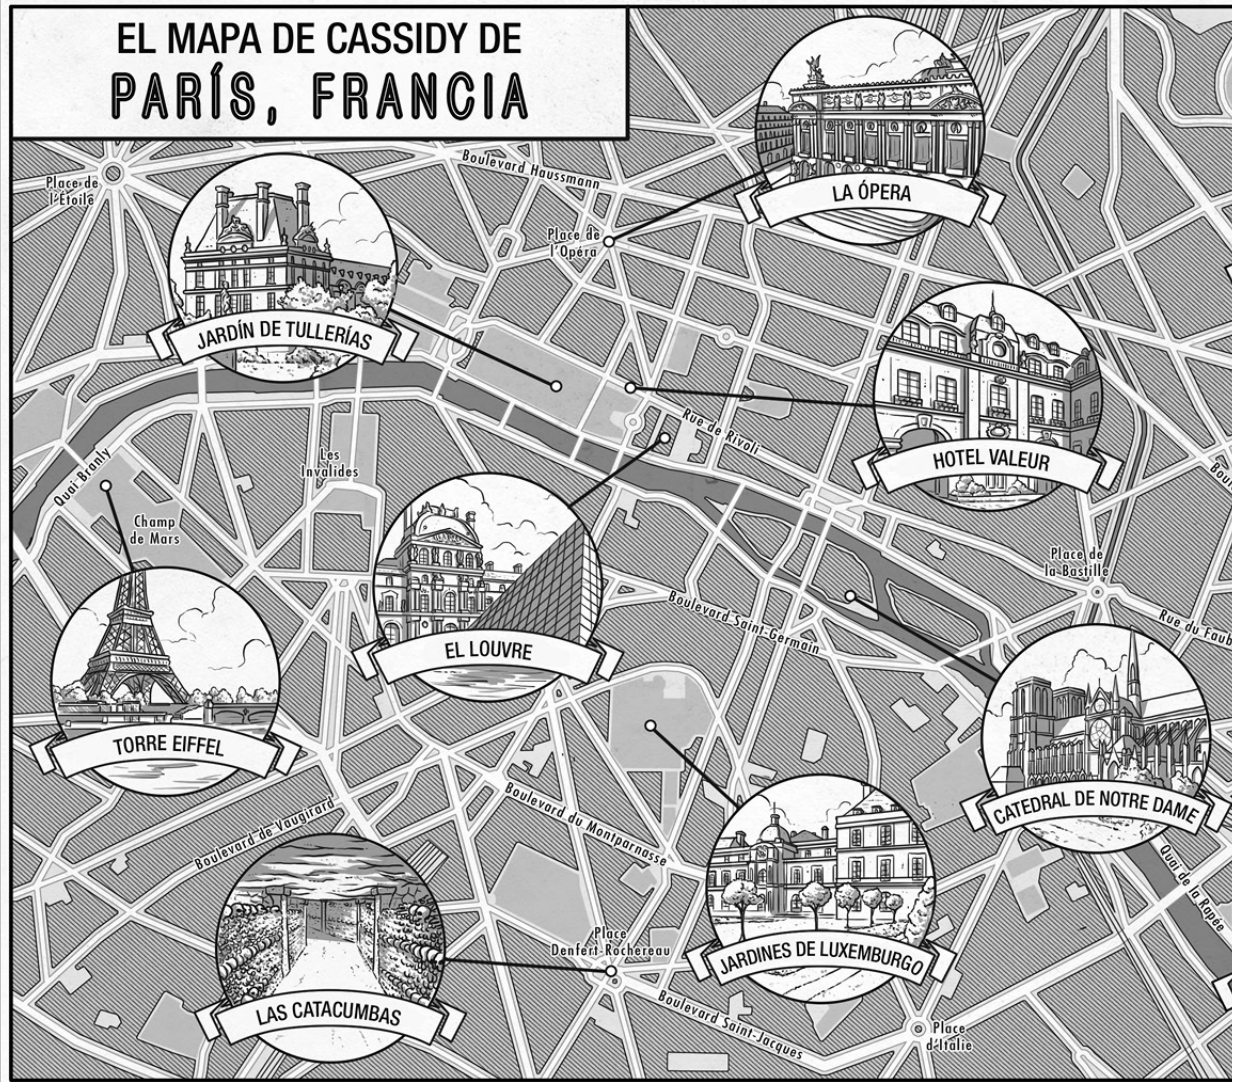 EL MAPA DE CASSIDY DE
PARÍS, FRANCIA
Place de
l'Étoile
Boulevard Haussmann
LA ÓPERA
Place de
l'Opéra
JARDÍN DE TULLERÍAS
Rue de Rivoli
HOTEL VALEUR
Quai Branly
Les
Invalides
Champ
de Mars
EL LOUVRE
Place de
la Bastille
Boulevard Saint-Germain
Rue du Faub
TORRE EIFFEL
CATEDRAL DE NOTRE DAME
Boulevard de Vaugirard
Boulevard du Montparnasse
Quai de la Rapée
Place
Denfert-Rochereau
JARDINES DE LUXEMBURGO
LAS CATACUMBAS
Boulevard Saint-Jacques
Place
d'Italie